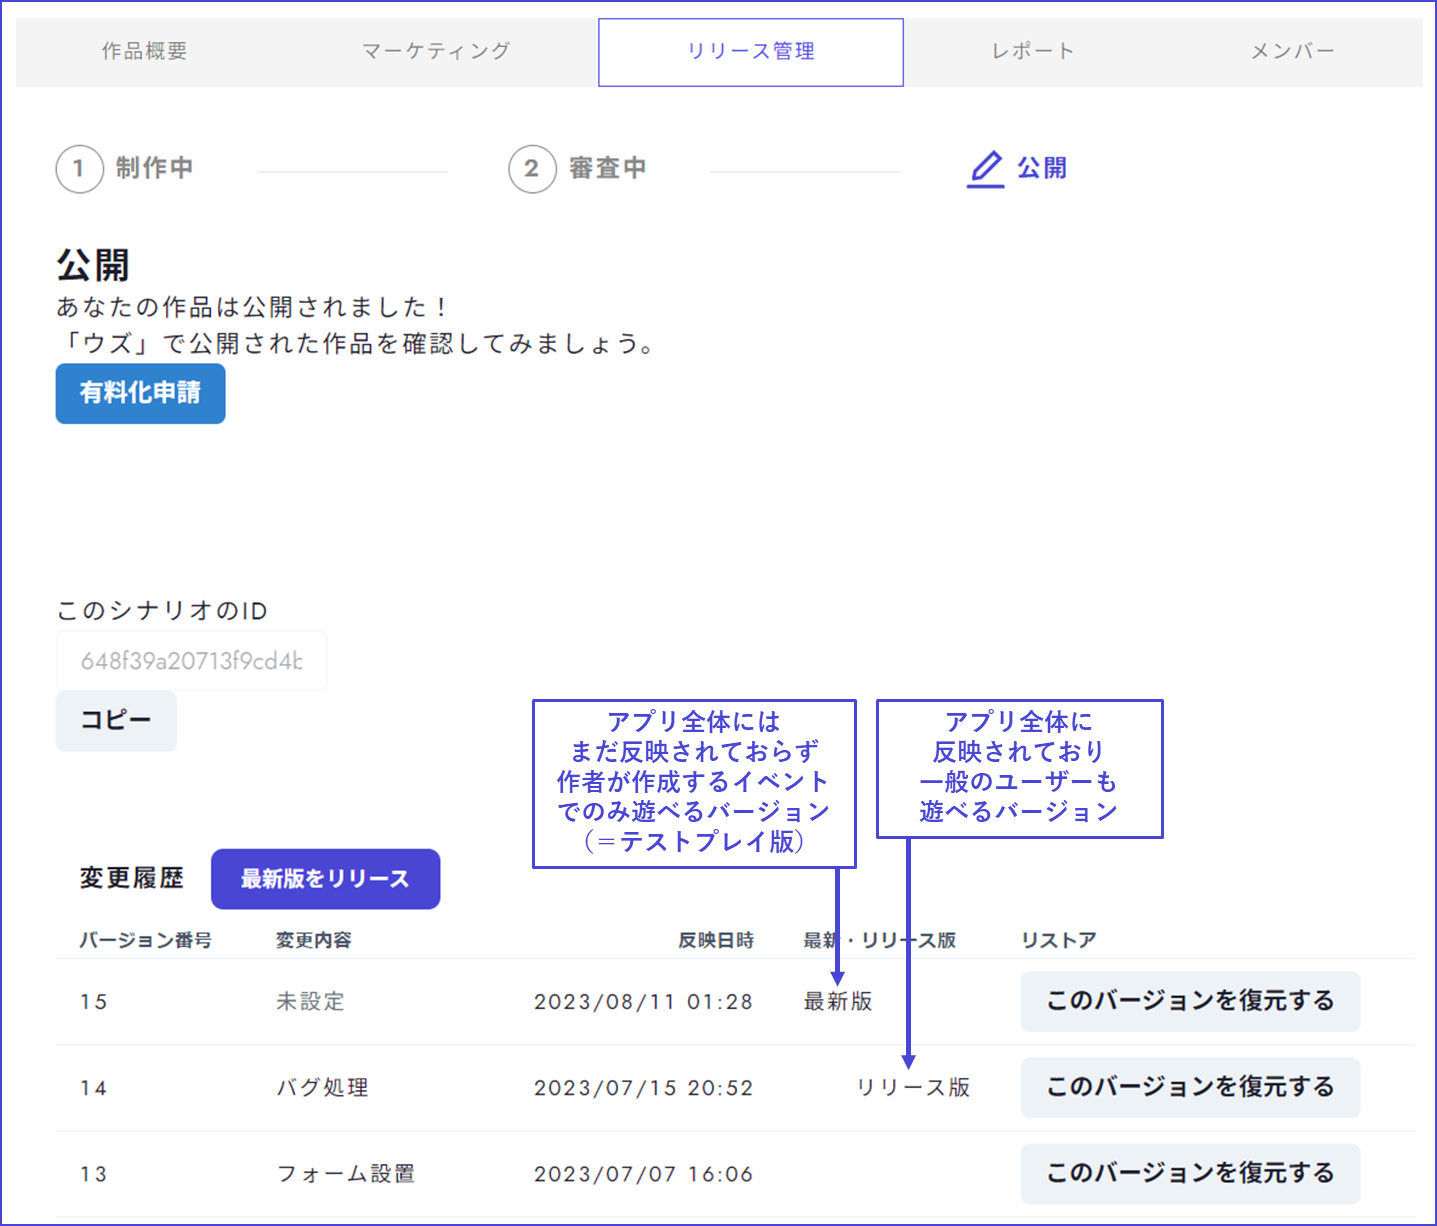 作品概要
マーケティング
リリース管理
レポート
メンバー
1 制作中
2 審査中
公開
公開
あなたの作品は公開されました！
「ウズ」で公開された作品を確認してみましょう。
有料化申請
このシナリオのID
648f39a20713f9cd4b
コピー
アプリ全体には
まだ反映されておらず
作者が作成するイベント
でのみ遊べるバージョン
（＝テストプレイ版）
アプリ全体に
反映されており
一般のユーザーも
遊べるバージョン
変更履歴
最新版をリリース
バージョン番号 変更内容 反映日時 最新・リリース版 リストア
15 未設定 2023/08/11 01:28 最新版 このバージョンを復元する
14 バグ処理 2023/07/15 20:52 リリース版 このバージョンを復元する
13 フォーム設置 2023/07/07 16:06 このバージョンを復元する